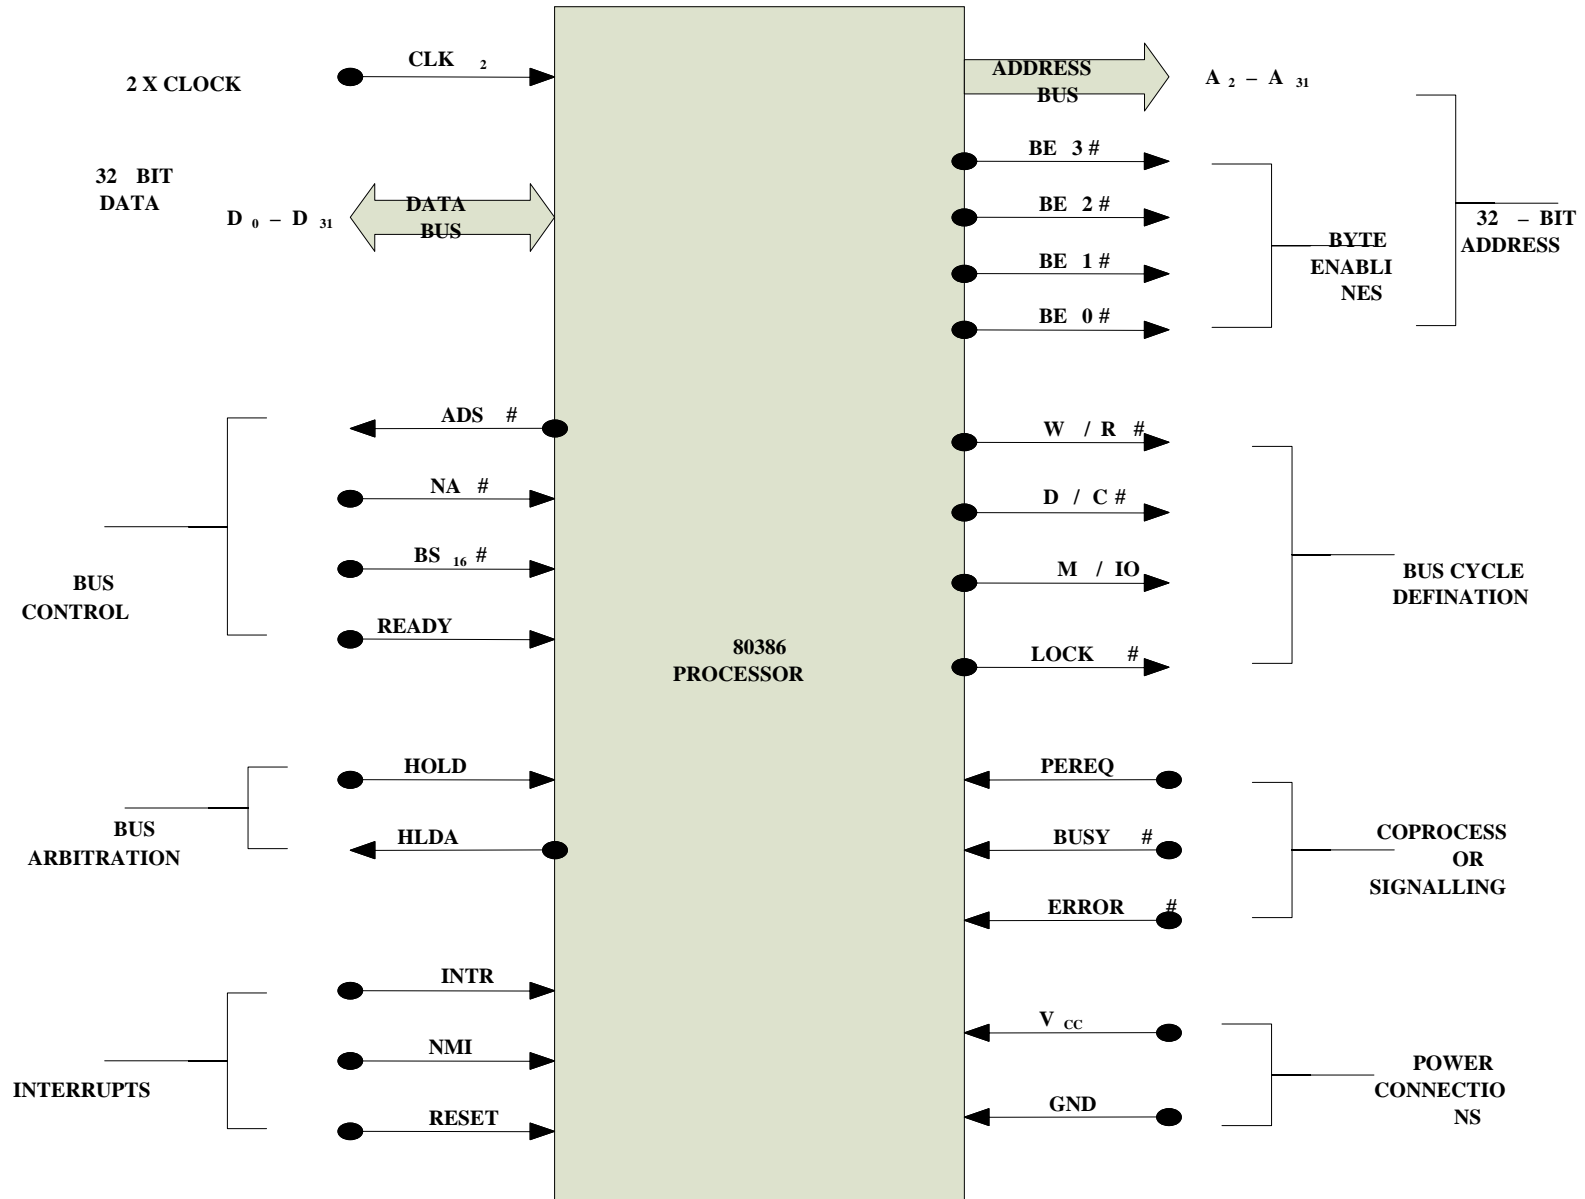 2 X CLOCK
CLK 2
32 BIT
DATA
D 0 – D 31
DATA
BUS
ADS #
NA #
BS 16 #
READY
BUS
CONTROL
HOLD
HLDA
BUS
ARBITRATION
INTR
NMI
RESET
INTERRUPTS
80386
PROCESSOR
ADDRESS
BUS
A 2 – A 31
BE 3 #
BE 2 #
BE 1 #
BE 0 #
BYTE
ENABLI
NES
32 – BIT
ADDRESS
W / R #
D / C #
M / IO
LOCK #
BUS CYCLE
DEFINATION
PEREQ
BUSY #
ERROR #
COPROCESS
OR
SIGNALLING
V CC
GND
POWER
CONNECTIO
NS